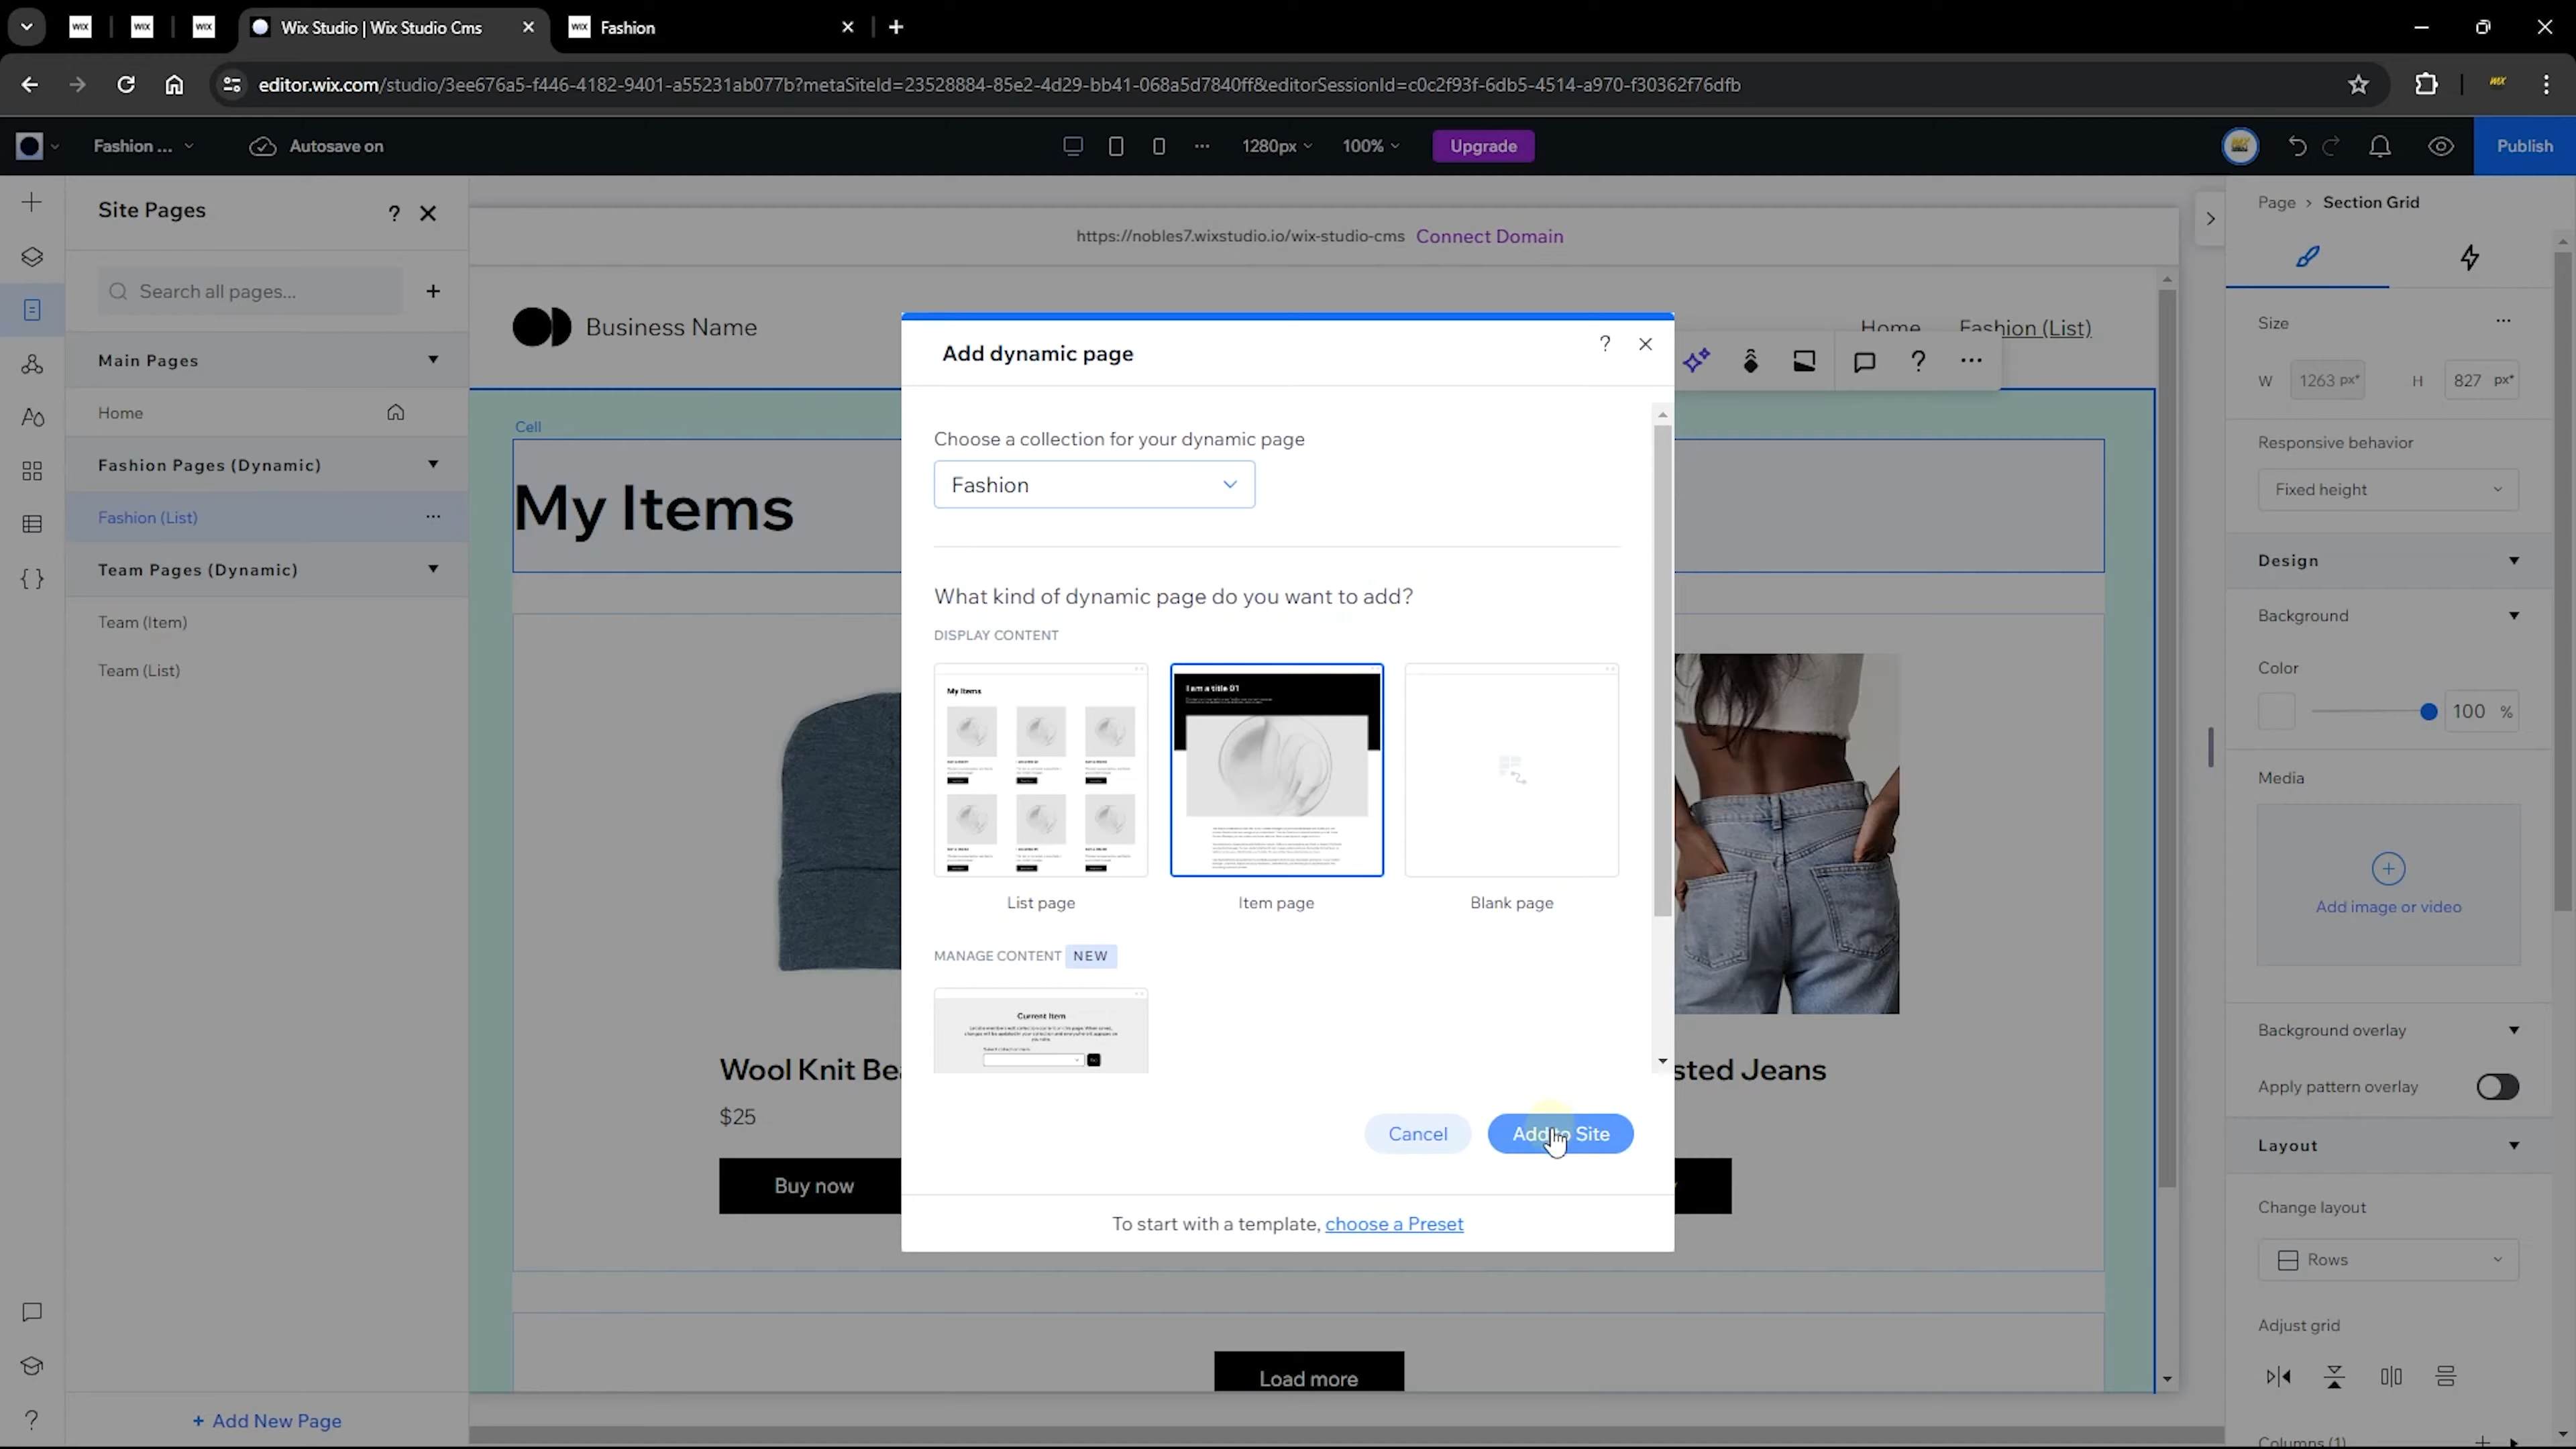 WIX
WIX
WIX
Wix Studio | Wix Studio Cms
WIX
Fashion
editor.wix.com/studio/3ee676a5-f446-4182-9401-a55231ab077b?metaSiteId=23528884-85e2-4d29-bb41-068a5d7840ff&editorSessionId=c0c2f93f-6db5-4514-a970-f30362f76dfb
Fashion ...
Autosave on
1280px
100%
Upgrade
Publish
Site Pages
?
Search all pages...
Main Pages
Home
Fashion Pages (Dynamic)
Fashion (List)
Team Pages (Dynamic)
Team (Item)
Team (List)
+ Add New Page
https://nobles7.wixstudio.io/wix-studio-cms Connect Domain
Business Name
Home
Fashion (List)
Cell
My Items
Wool Knit Bea
$25
Buy now
sted Jeans
Load more
Add dynamic page
?
Choose a collection for your dynamic page
Fashion
What kind of dynamic page do you want to add?
DISPLAY CONTENT
My Items
I am a title 01
List page
Item page
Blank page
MANAGE CONTENT NEW
Current Item
Cancel
Add to Site
To start with a template, choose a Preset
Page > Section Grid
Size
W 1263 px*
H 827 px*
Responsive behavior
Fixed height
Design
Background
Color
100 %
Media
Add image or video
Background overlay
Apply pattern overlay
Layout
Change layout
Rows
Adjust grid
Columns (1)